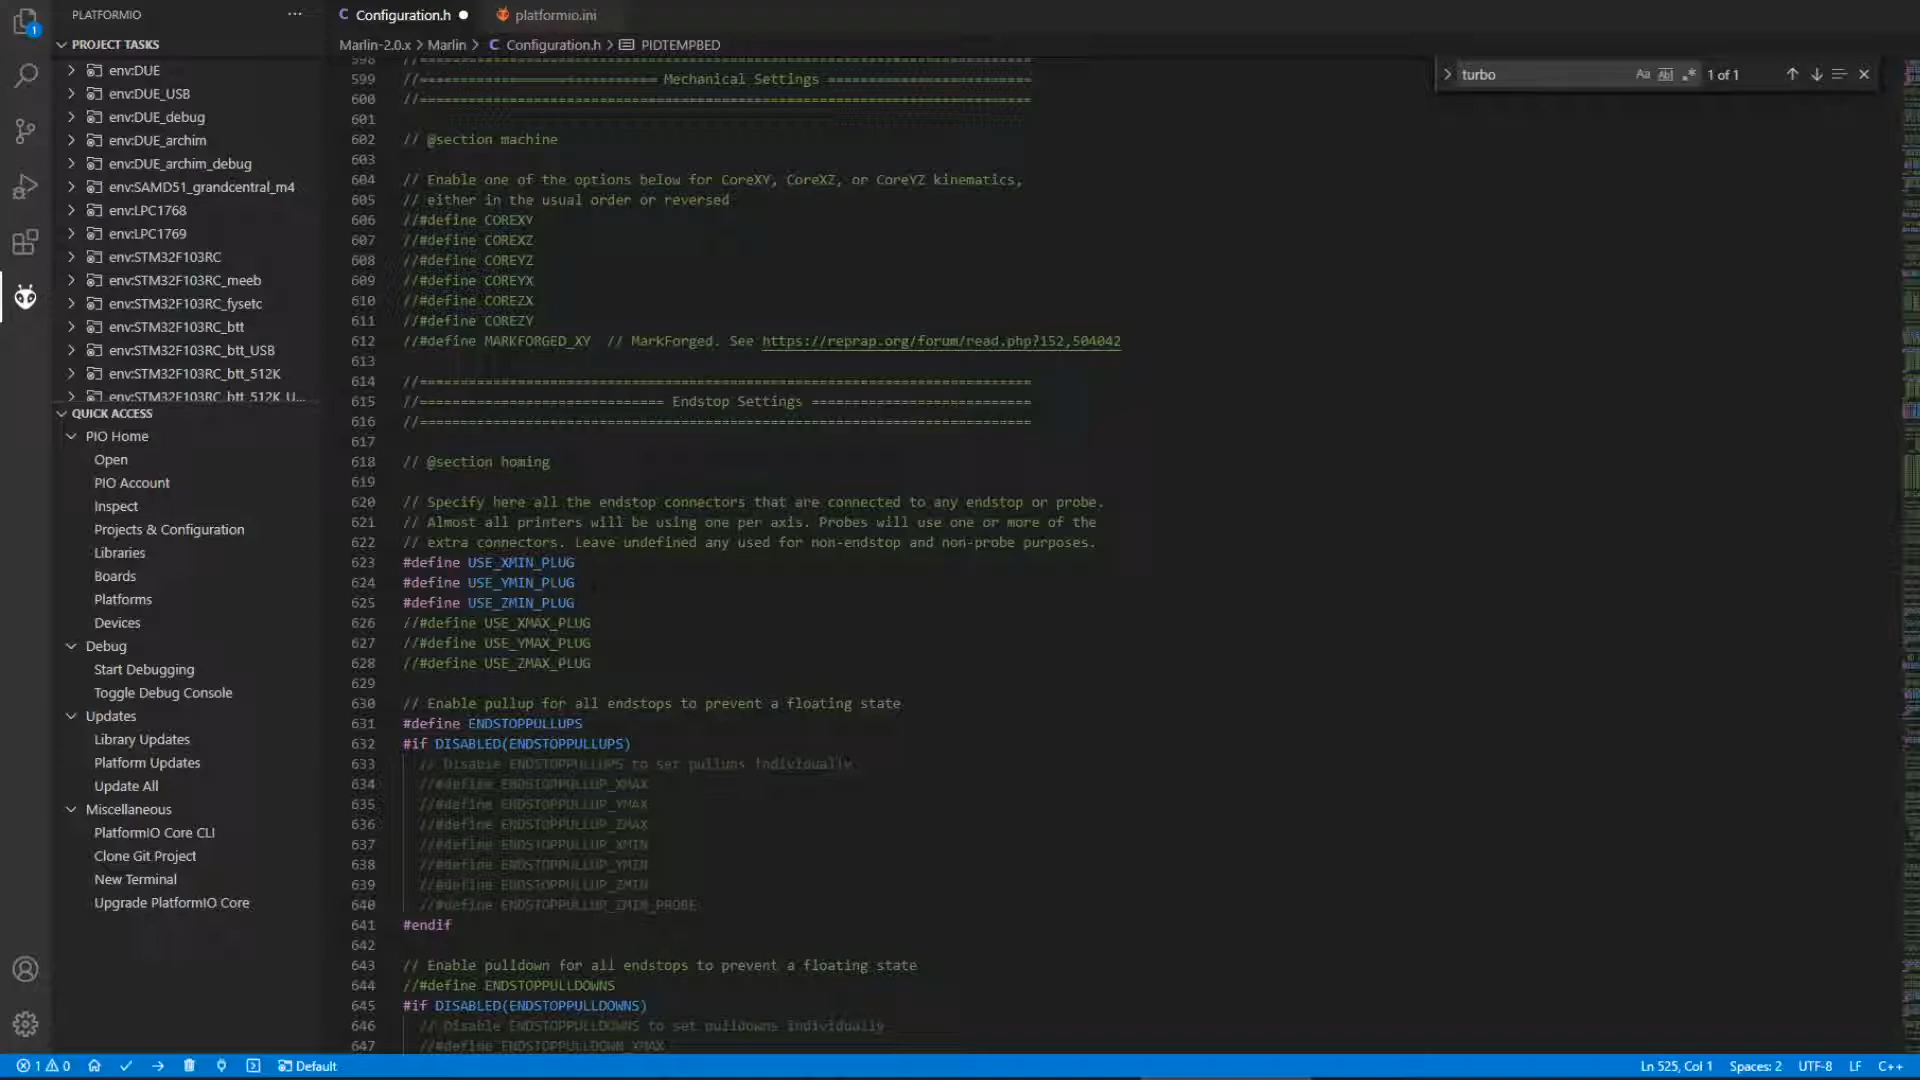 PLATFORMIO
Configuration.h
platformio.ini
PROJECT TASKS
Marlin-2.0.x > Marlin > C Configuration.h > PIDTEMPBED
env:DUE
env:DUE_USB
env:DUE_debug
env:DUE_archim
env:DUE_archim_debug
env:SAMD51_grandcentral_m4
env:LPC1768
env:LPC1769
env:STM32F103RC
env:STM32F103RC_meeb
env:STM32F103RC_fysetc
env:STM32F103RC_btt
env:STM32F103RC_btt_USB
env:STM32F103RC_btt_512K
env:STM32F103RC_btt_512K_U...
QUICK ACCESS
PIO Home
Open
PIO Account
Inspect
Projects & Configuration
Libraries
Boards
Platforms
Devices
Debug
Start Debugging
Toggle Debug Console
Updates
Library Updates
Platform Updates
Update All
Miscellaneous
PlatformIO Core CLI
Clone Git Project
New Terminal
Upgrade PlatformIO Core
turbo Aa Abl .* 1 of 1
598 //===========================================================================
599 //============================= Mechanical Settings =========================
600 //===========================================================================
601
602 // @section machine
603
604 // Enable one of the options below for CoreXY, CoreXZ, or CoreYZ kinematics,
605 // either in the usual order or reversed
606 //#define COREXY
607 //#define COREXZ
608 //#define COREYZ
609 //#define COREYX
610 //#define COREZX
611 //#define COREZY
612 //#define MARKFORGED_XY // MarkForged. See https://reprap.org/forum/read.php?152,504042
613
614 //===========================================================================
615 //============================== Endstop Settings ===========================
616 //===========================================================================
617
618 // @section homing
619
620 // Specify here all the endstop connectors that are connected to any endstop or probe.
621 // Almost all printers will be using one per axis. Probes will use one or more of the
622 // extra connectors. Leave undefined any used for non-endstop and non-probe purposes.
623 #define USE_XMIN_PLUG
624 #define USE_YMIN_PLUG
625 #define USE_ZMIN_PLUG
626 //#define USE_XMAX_PLUG
627 //#define USE_YMAX_PLUG
628 //#define USE_ZMAX_PLUG
629
630 // Enable pullup for all endstops to prevent a floating state
631 #define ENDSTOPPULLUPS
632 #if DISABLED(ENDSTOPPULLUPS)
633 // Disable ENDSTOPPULLUPS to set pullups individually
634 //#define ENDSTOPPULLUP_XMAX
635 //#define ENDSTOPPULLUP_YMAX
636 //#define ENDSTOPPULLUP_ZMAX
637 //#define ENDSTOPPULLUP_XMIN
638 //#define ENDSTOPPULLUP_YMIN
639 //#define ENDSTOPPULLUP_ZMIN
640 //#define ENDSTOPPULLUP_ZMIN_PROBE
641 #endif
642
643 // Enable pulldown for all endstops to prevent a floating state
644 //#define ENDSTOPPULLDOWNS
645 #if DISABLED(ENDSTOPPULLDOWNS)
646 // Disable ENDSTOPPULLDOWNS to set pulldowns individually
647 //#define ENDSTOPPULLDOWN_XMAX
1 0 Default
Ln 525, Col 1 Spaces: 2 UTF-8 LF C++